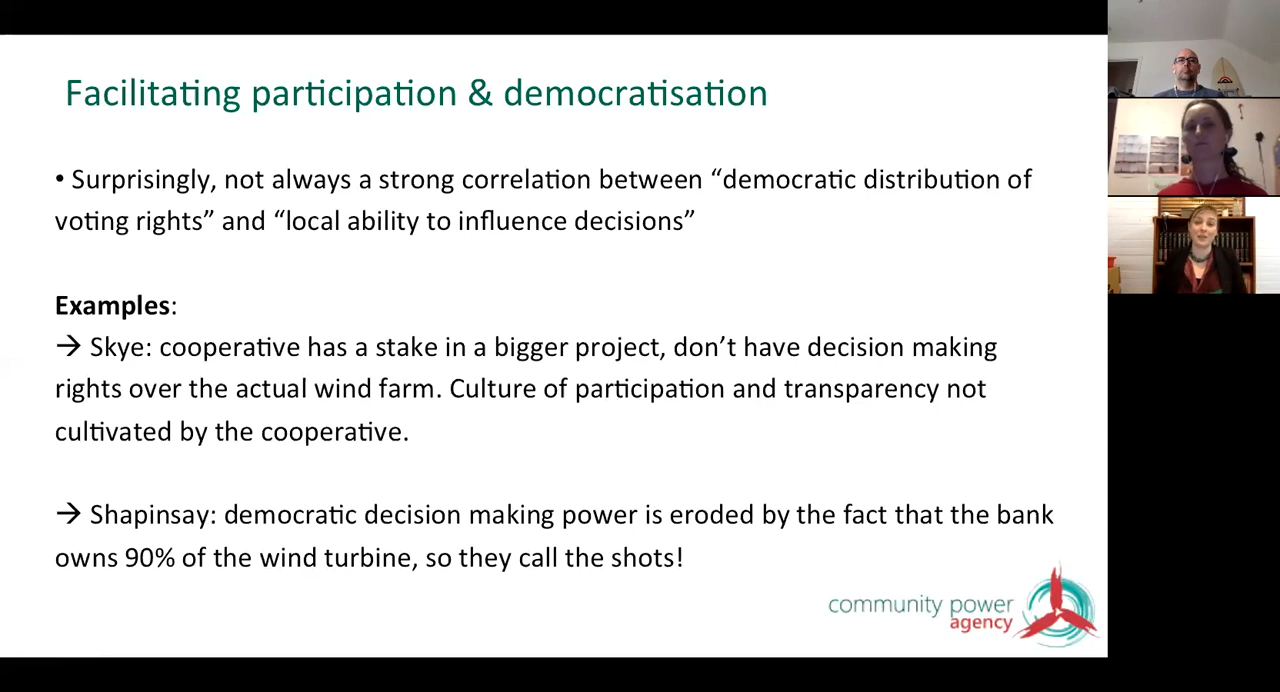 Facilitating participation & democratisation
• Surprisingly, not always a strong correlation between “democratic distribution of
voting rights” and “local ability to influence decisions”
Examples:
→ Skye: cooperative has a stake in a bigger project, don’t have decision making
rights over the actual wind farm. Culture of participation and transparency not
cultivated by the cooperative.
→ Shapinsay: democratic decision making power is eroded by the fact that the bank
owns 90% of the wind turbine, so they call the shots!
community power
agency